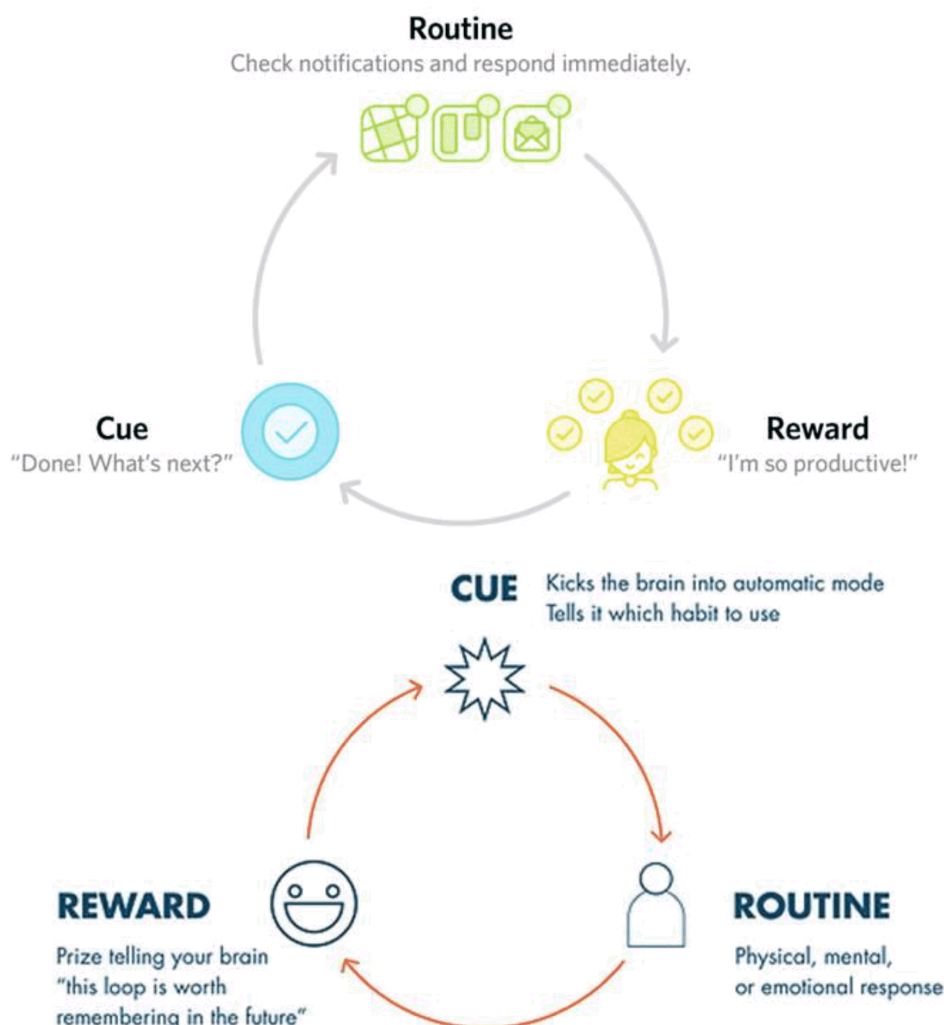 Routine
Check notifications and respond immediately.
Cue
"Done! What's next?"
Reward
"I'm so productive!"
CUE
Kicks the brain into automatic mode
Tells it which habit to use
REWARD
Prize telling your brain
"this loop is worth
remembering in the future"
ROUTINE
Physical, mental,
or emotional response